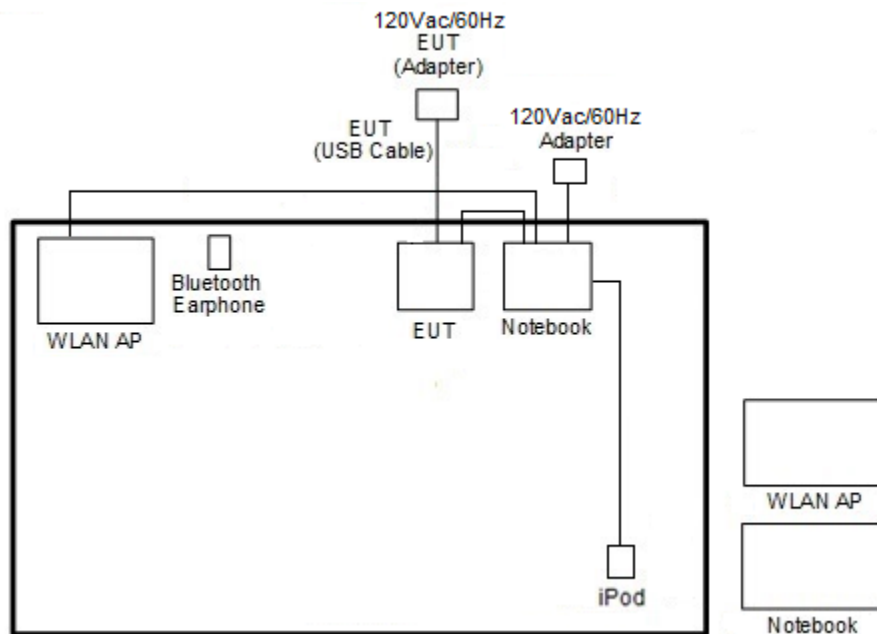 120Vac/60Hz
EUT
(Adapter)
EUT
(USB Cable)
120Vac/60Hz
Adapter
WLAN AP
Bluetooth
Earphone
EUT
Notebook
iPod
WLAN AP
Notebook